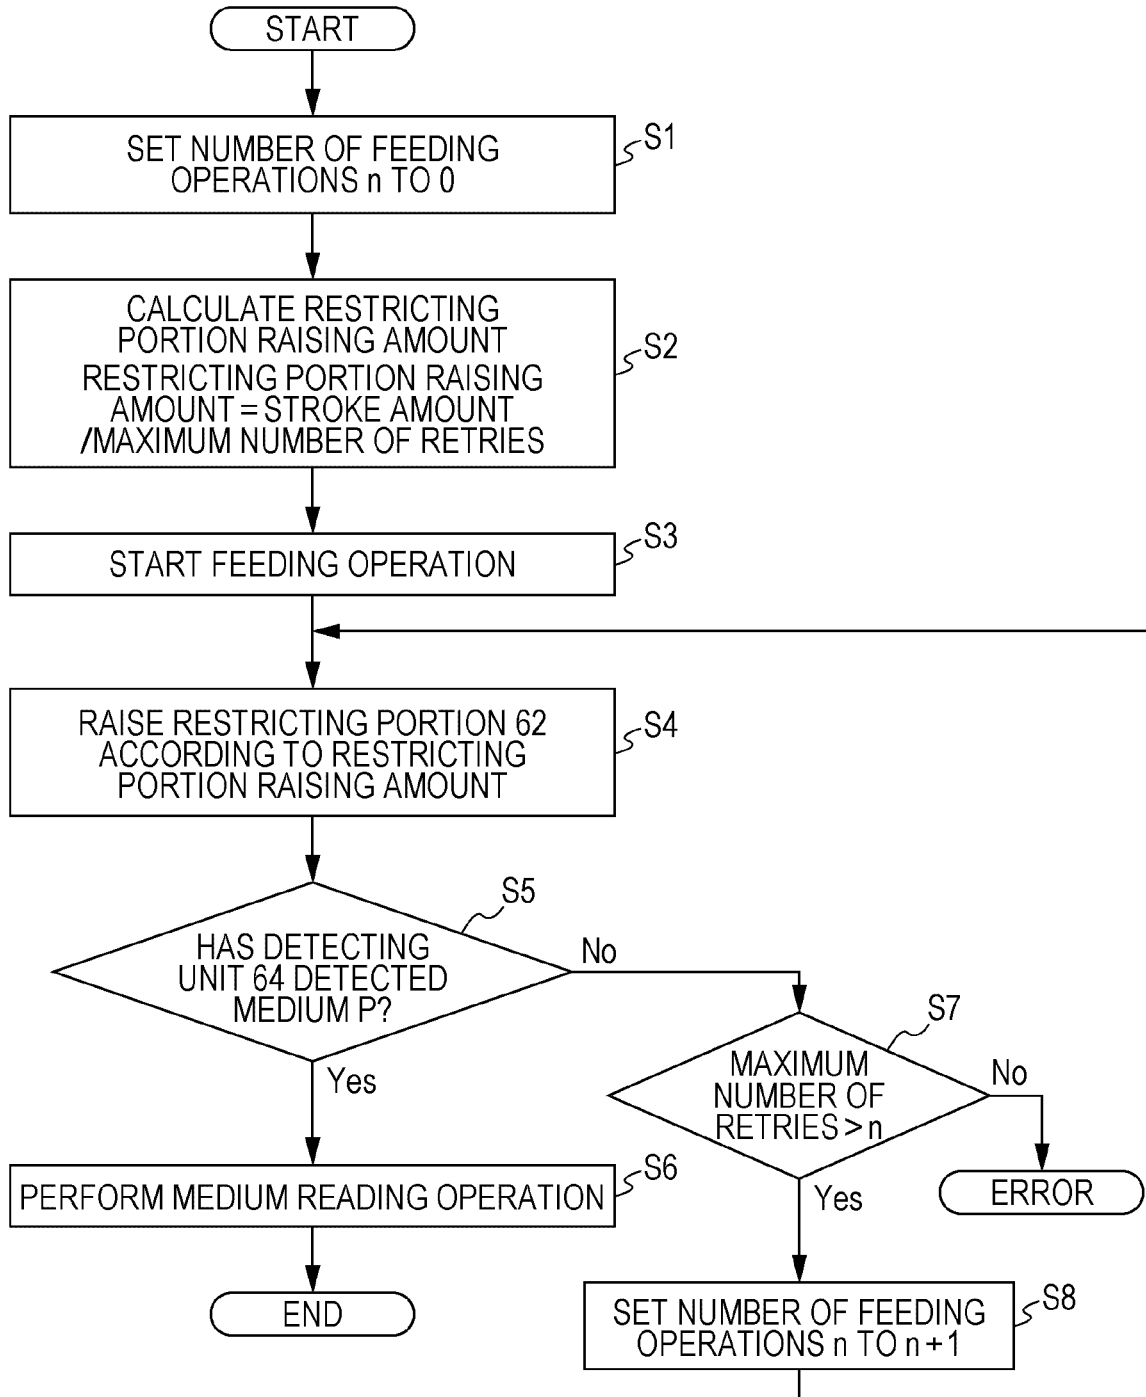 START
SET NUMBER OF FEEDING
OPERATIONS n TO 0
S1
CALCULATE RESTRICTING
PORTION RAISING AMOUNT
RESTRICTING PORTION RAISING
AMOUNT = STROKE AMOUNT
/MAXIMUM NUMBER OF RETRIES
S2
START FEEDING OPERATION
S3
RAISE RESTRICTING PORTION 62
ACCORDING TO RESTRICTING
PORTION RAISING AMOUNT
S4
HAS DETECTING
UNIT 64 DETECTED
MEDIUM P?
S5
No
Yes
MAXIMUM
NUMBER OF
RETRIES > n
S7
No
Yes
ERROR
PERFORM MEDIUM READING OPERATION
S6
END
SET NUMBER OF FEEDING
OPERATIONS n TO n + 1
S8